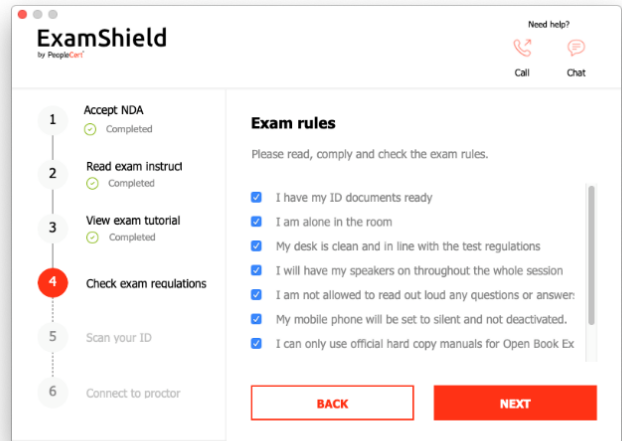 ExamShield
by PeopleCert
Need help?
Call
Chat
1
Accept NDA
Completed
2
Read exam instruct
Completed
3
View exam tutorial
Completed
4
Check exam regulations
5
Scan your ID
6
Connect to proctor
Exam rules
Please read, comply and check the exam rules.
I have my ID documents ready
I am alone in the room
My desk is clean and in line with the test regulations
I will have my speakers on throughout the whole session
I am not allowed to read out loud any questions or answers
My mobile phone will be set to silent and not deactivated.
I can only use official hard copy manuals for Open Book Ex
BACK
NEXT